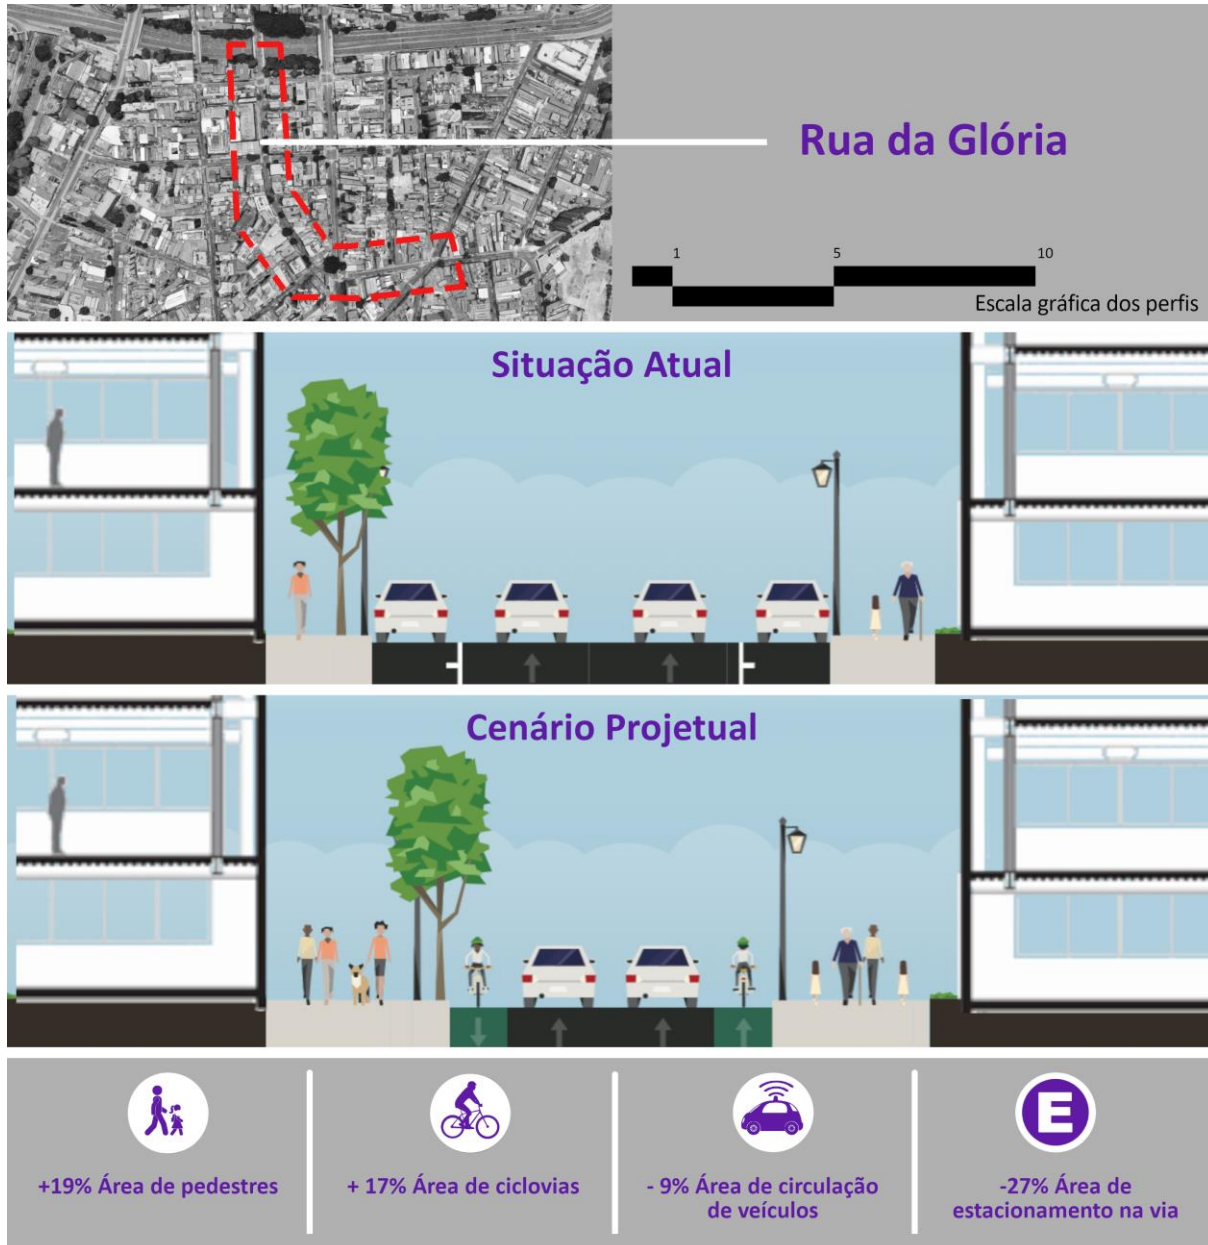 Rua da Glória
1 5 10
Escala gráfica dos perfis
Situação Atual
Cenário Projetual
E
+19% Área de pedestres
+ 17% Área de ciclovias
- 9% Área de circulação
de veículos
-27% Área de
estacionamento na via